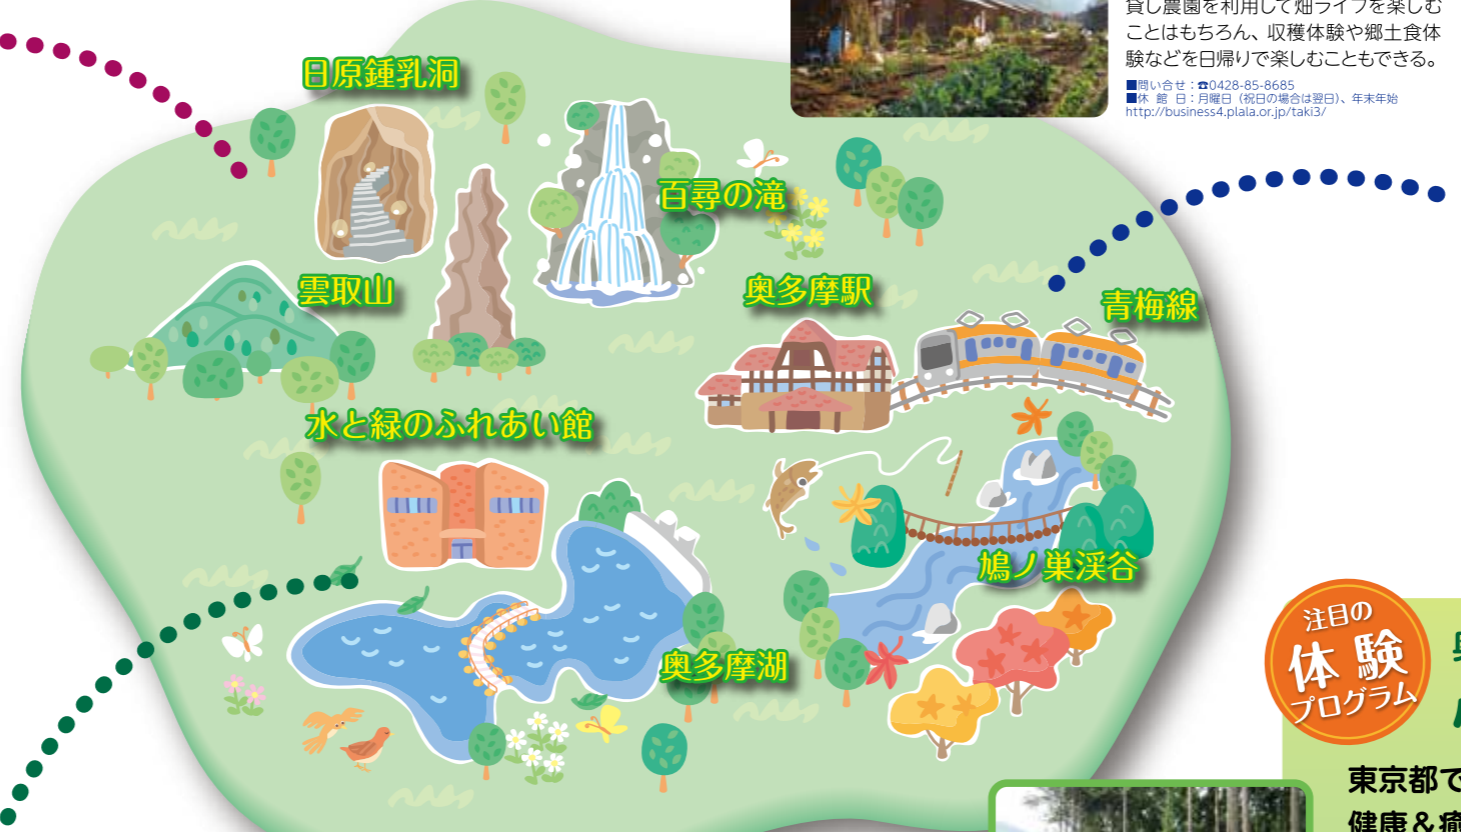 貸し農園を利用して畑ライフを楽しむ
ことはもちろん、収穫体験や郷土食体
験などを日帰りで楽しむこともできる。
■問い合せ：☎0428-85-8685
■休 館 日：月曜日（祝日の場合は翌日）、年末年始
http://business4.plala.or.jp/taki3/
日原鍾乳洞
百尋の滝
雲取山
奥多摩駅
青梅線
水と緑のふれあい館
鳩ノ巣渓谷
奥多摩湖
注目の
体験
プログラム
東京都で
健康＆癒